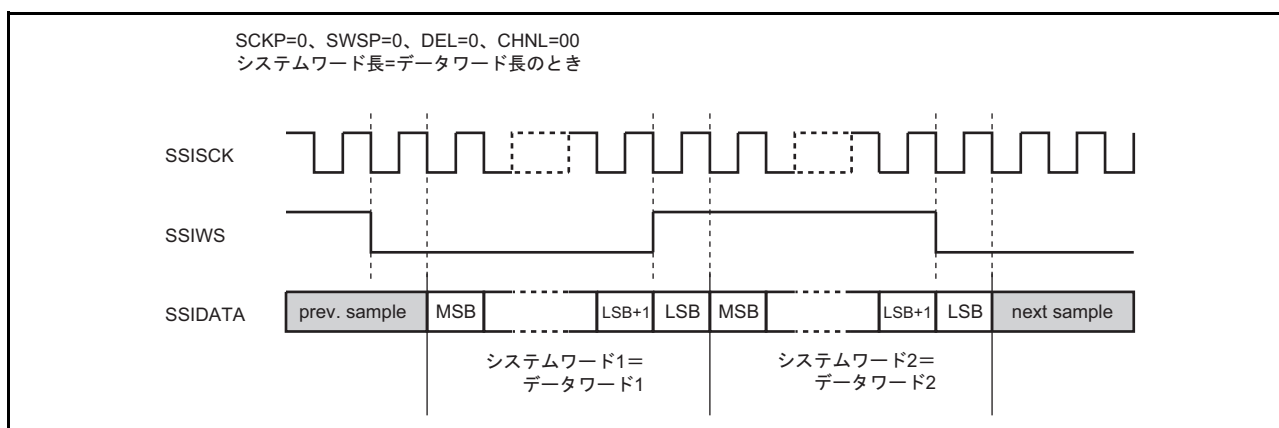 SCKP=0、SWSP=0、DEL=0、CHNL=00
システムワード長=データワード長のとき
SSISCK
SSIWS
SSIDATA
prev. sample
MSB
LSB+1
LSB
MSB
LSB+1
LSB
next sample
システムワード1＝
データワード1
システムワード2＝
データワード2